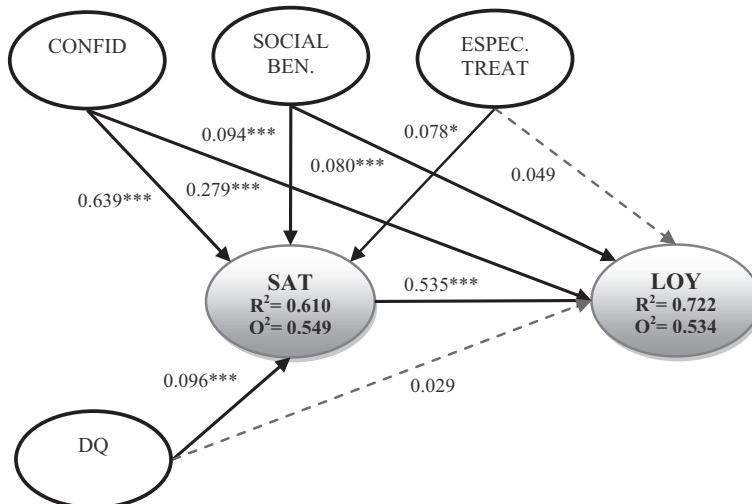 CONFID
SOCIAL
BEN.
ESPEC.
TREAT
0.094***
0.078*
0.080***
0.049
0.639***
0.279***
SAT
R²= 0.610
O²= 0.549
0.535***
LOY
R²= 0.722
O²= 0.534
0.096***
0.029
DQ